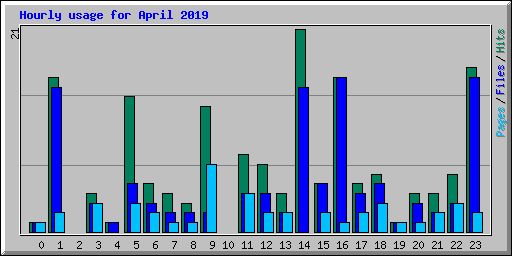 Hourly usage for April 2019
21
Pages / Files / Hits
0 1 2 3 4 5 6 7 8 9 10 11 12 13 14 15 16 17 18 19 20 21 22 23